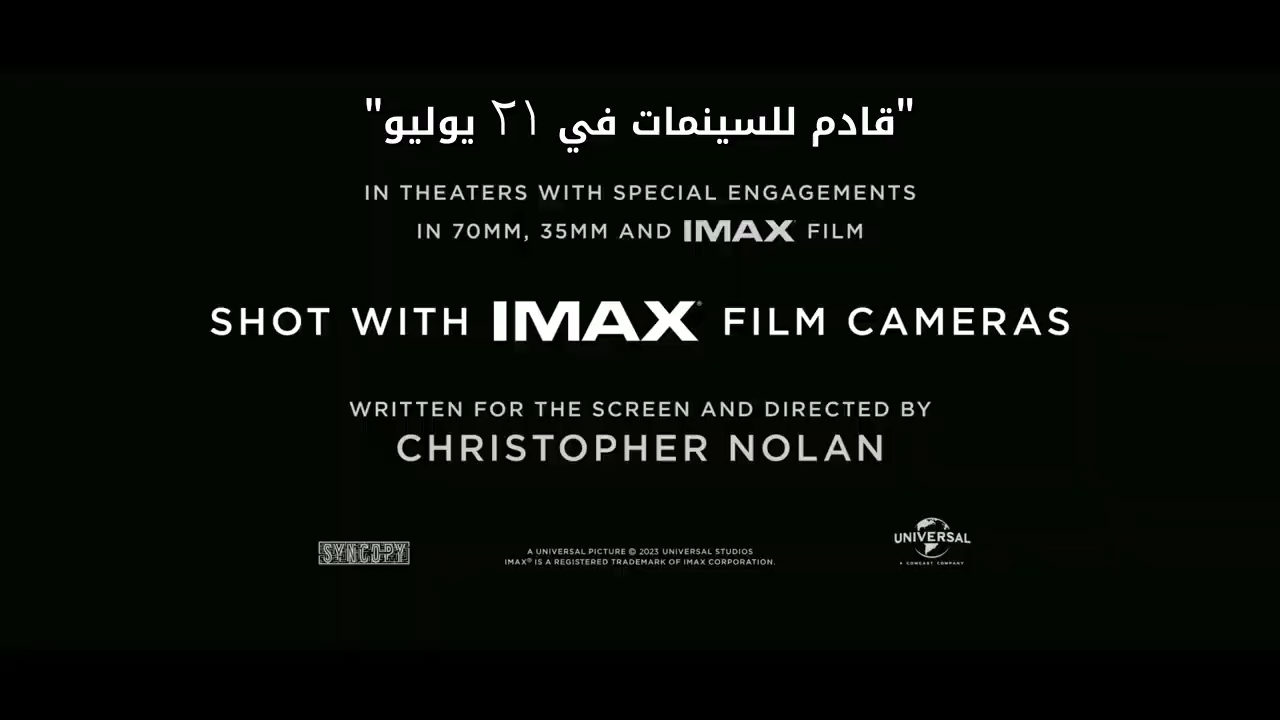 "قادم للسينمات في ٢١ يوليو"
IN THEATERS WITH SPECIAL ENGAGEMENTS
IN 70MM, 35MM AND IMAX FILM
SHOT WITH IMAX® FILM CAMERAS
WRITTEN FOR THE SCREEN AND DIRECTED BY
CHRISTOPHER NOLAN
SYNCOPY
A UNIVERSAL PICTURE © 2023 UNIVERSAL STUDIOS
IMAX® IS A REGISTERED TRADEMARK OF IMAX CORPORATION.
UNIVERSAL
A COMCAST COMPANY